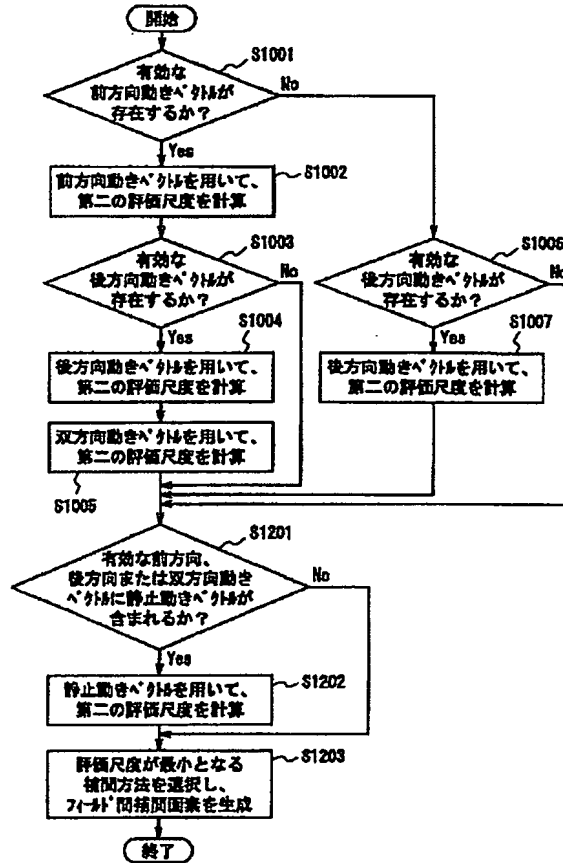 開始
S1001
有効な
前方向動きベクトルが
存在するか?
No
Yes
S1002
前方向動きベクトルを用いて、
第二の評価尺度を計算
S1003
有効な
後方向動きベクトルが
存在するか?
No
Yes
S1006
有効な
後方向動きベクトルが
存在するか?
No
Yes
S1004
後方向動きベクトルを用いて、
第二の評価尺度を計算
S1007
後方向動きベクトルを用いて、
第二の評価尺度を計算
双方向動きベクトルを用いて、
第二の評価尺度を計算
S1005
S1201
有効な前方向、
後方向または双方向動き
ベクトルに静止動きベクトルが
含まれるか?
No
Yes
S1202
静止動きベクトルを用いて、
第二の評価尺度を計算
S1203
評価尺度が最小となる
補間方法を選択し、
フィールド間補間画素を生成
終了